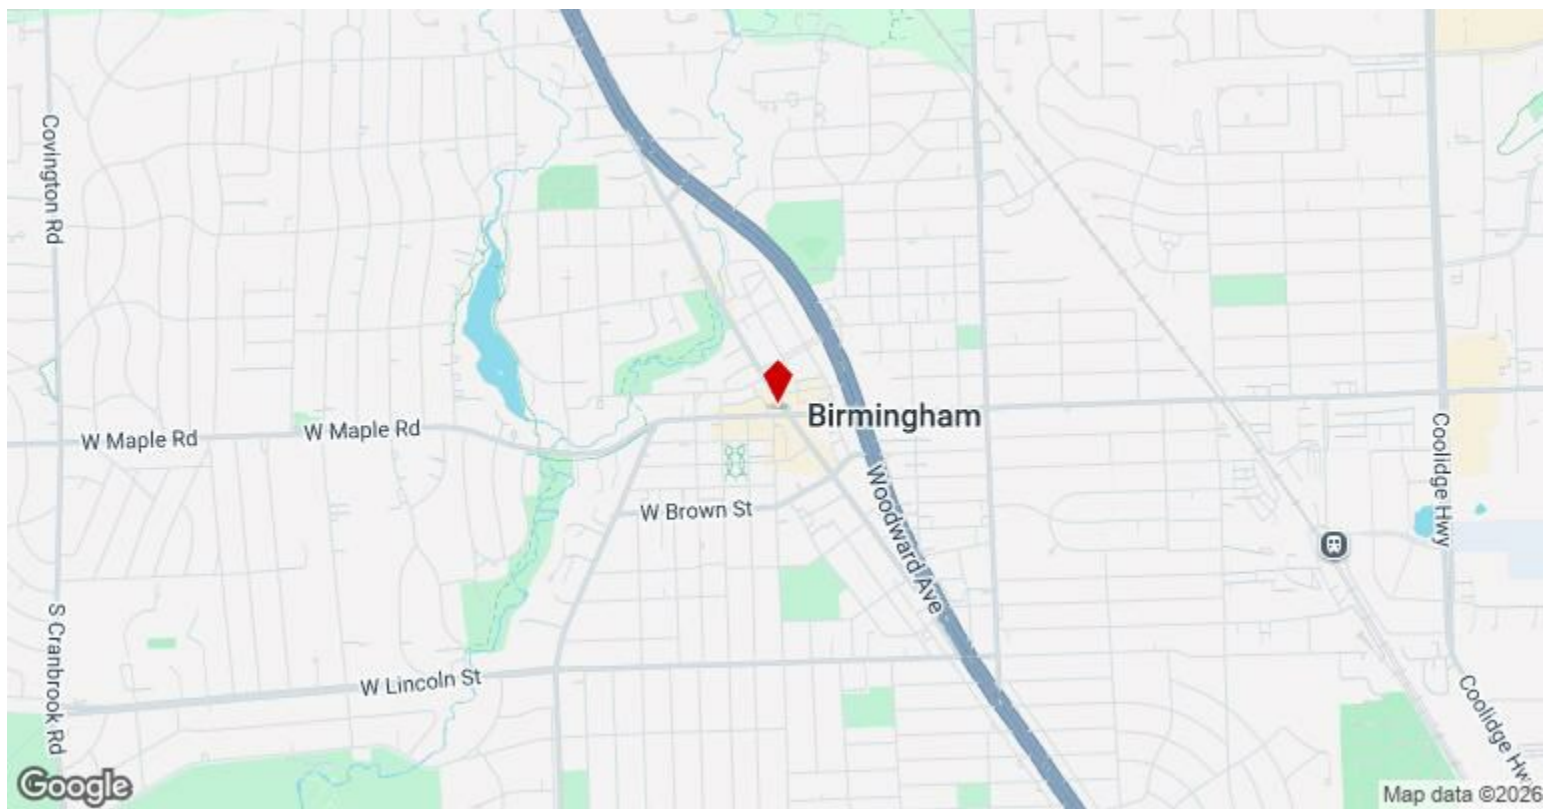 Covington Rd
W Maple Rd
W Maple Rd
Birmingham
Coolidge Hwy
W Brown St
Woodward Ave
S Cranbrook Rd
W Lincoln St
Coolidge Hwy
Google
Map data ©2026